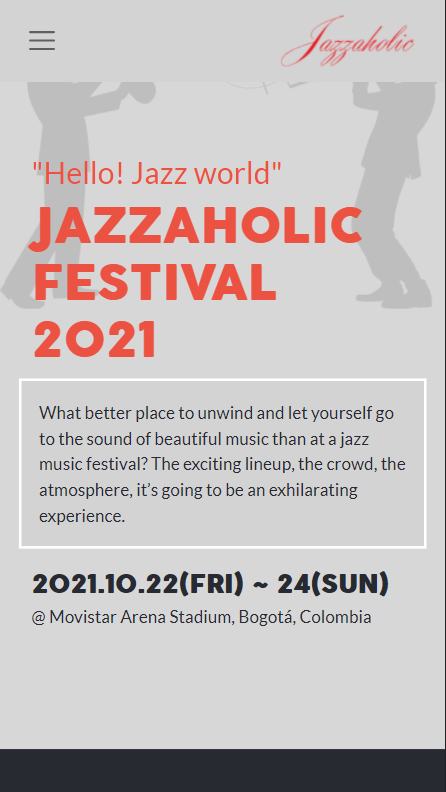 Jazzaholic
"Hello! Jazz world"
JAZZAHOLIC
FESTIVAL
2021
What better place to unwind and let yourself go
to the sound of beautiful music than at a jazz
music festival? The exciting lineup, the crowd, the
atmosphere, it’s going to be an exhilarating
experience.
2021.10.22(FRI) ~ 24(SUN)
@ Movistar Arena Stadium, Bogotá, Colombia